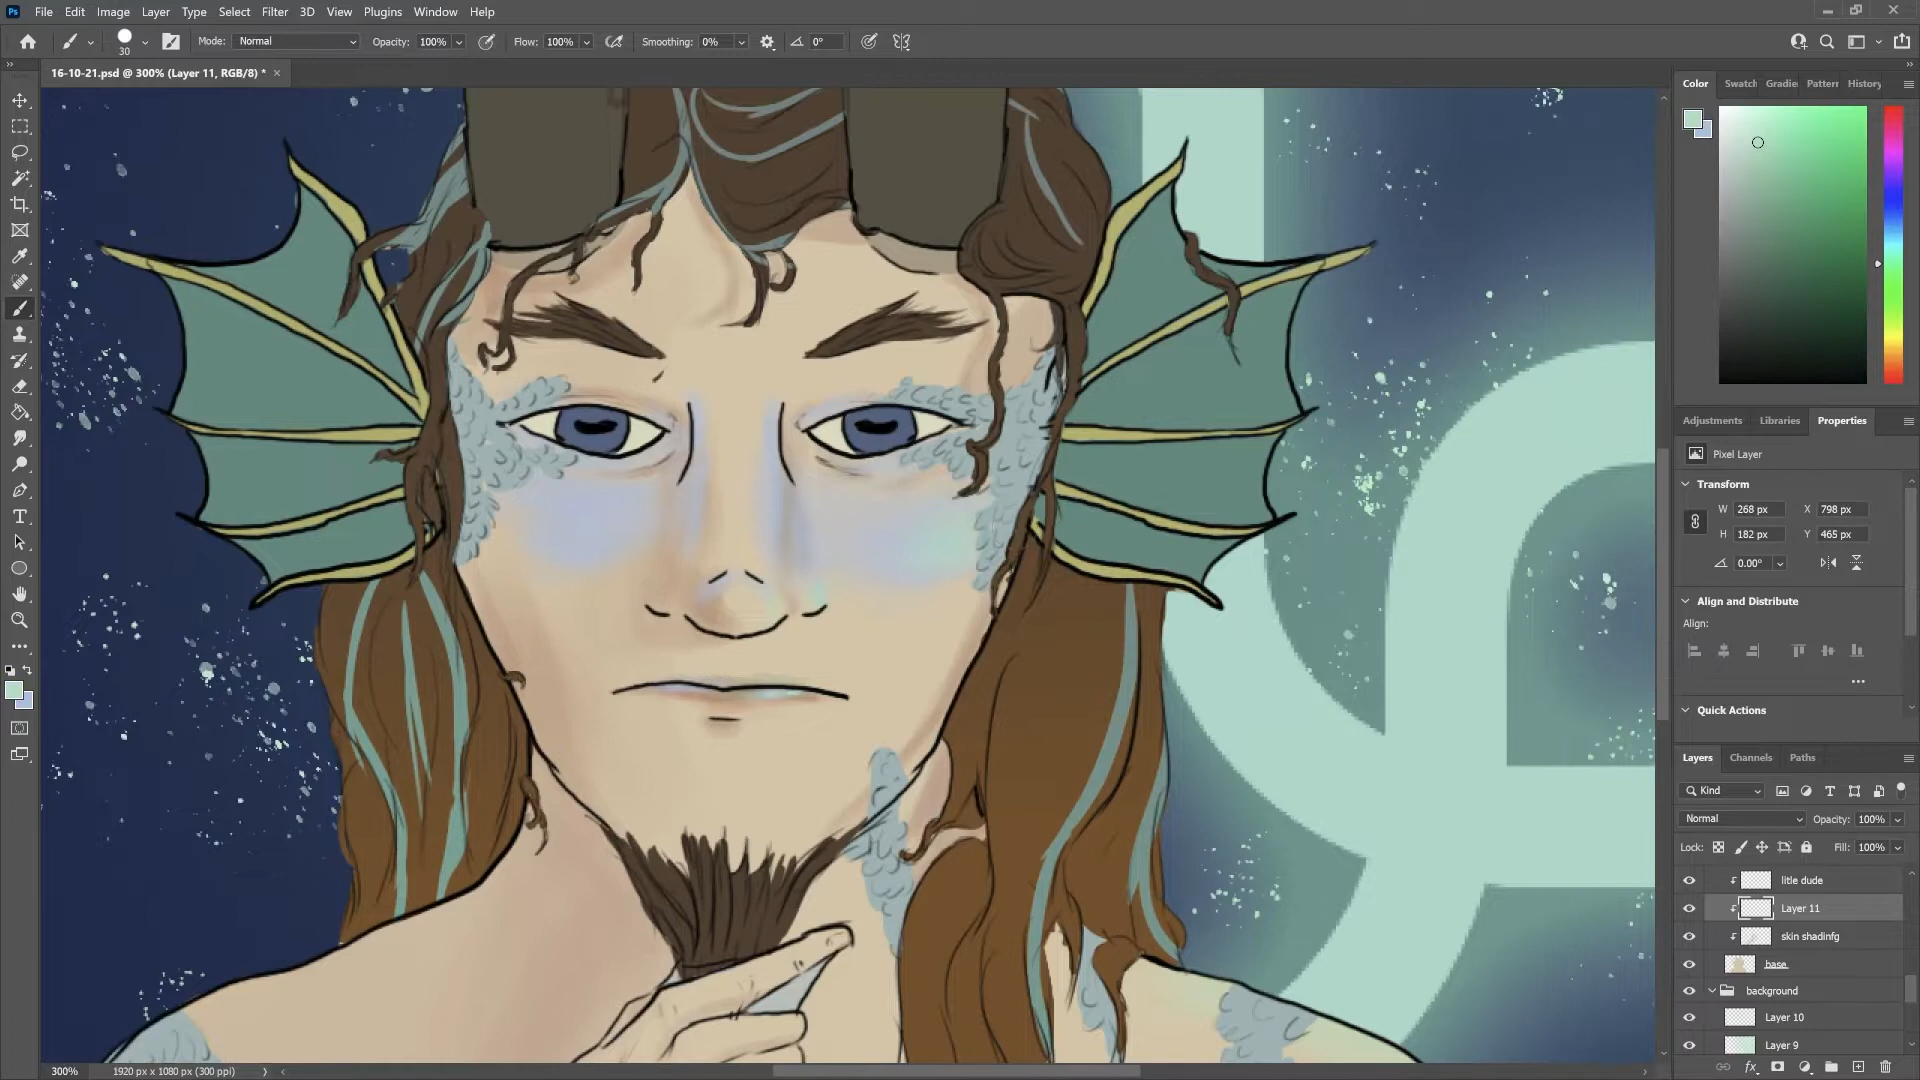 Ps File Edit Image Layer Type Select Filter 3D View Plugins Window Help
30 Mode: Normal Opacity: 100% Flow: 100% Smoothing: 0% 0°
16-10-21.psd @ 300% (Layer 11, RGB/8) *
Color Swatch Gradie Pattern History
Adjustments Libraries Properties
Pixel Layer
Transform
W 268 px X 798 px
H 182 px Y 465 px
0.00°
Align and Distribute
Align:
Quick Actions
Layers Channels Paths
Kind
Normal Opacity: 100%
Lock: Fill: 100%
litle dude
Layer 11
skin shadinfg
base
background
Layer 10
Layer 9
300% 1920 px x 1080 px (300 ppi)